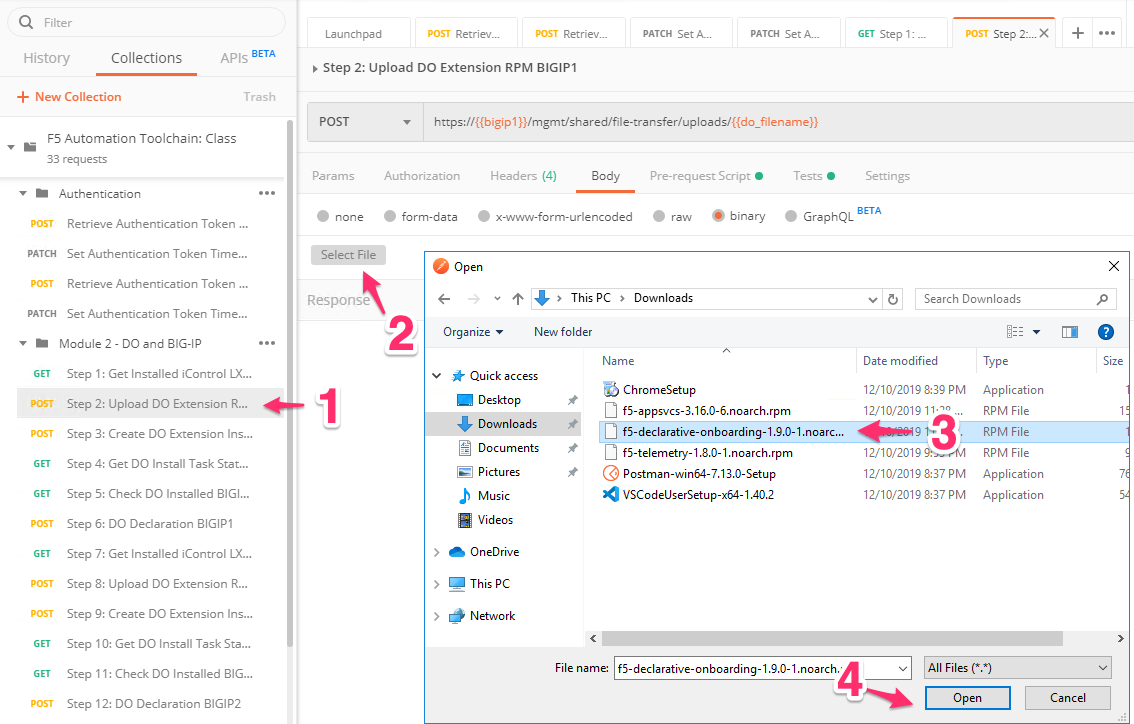 Filter
History
Collections
APIs BETA
+ New Collection
Trash
F5 Automation Toolchain: Class
33 requests
Authentication
POST Retrieve Authentication Token ...
PATCH Set Authentication Token Time...
POST Retrieve Authentication Token ...
PATCH Set Authentication Token Time...
Module 2 - DO and BIG-IP
GET Step 1: Get Installed iControl LX...
POST Step 2: Upload DO Extension R...
1
POST Step 3: Create DO Extension Ins...
GET Step 4: Get DO Install Task Stat...
GET Step 5: Check DO Installed BIGI...
POST Step 6: DO Declaration BIGIP1
GET Step 7: Get Installed iControl LX...
POST Step 8: Upload DO Extension R...
POST Step 9: Create DO Extension Ins...
GET Step 10: Get DO Install Task Sta...
GET Step 11: Check DO Installed BIG...
POST Step 12: DO Declaration BIGIP2
Launchpad
POST Retriev...
POST Retriev...
PATCH Set A...
PATCH Set A...
GET Step 1: ...
POST Step 2:...
Step 2: Upload DO Extension RPM BIGIP1
POST
https://{{bigip1}}/mgmt/shared/file-transfer/uploads/{{do_filename}}
Params
Authorization
Headers (4)
Body
Pre-request Script
Tests
Settings
none
form-data
x-www-form-urlencoded
raw
binary
GraphQL BETA
Select File
Response
2
Open
This PC > Downloads
Search Downloads
Organize
New folder
Quick access
Desktop
Downloads
Documents
Pictures
Music
Videos
OneDrive
This PC
Network
Name Date modified Type Size
ChromeSetup 12/10/2019 8:39 PM Application 1
f5-appsvcs-3.16.0-6.noarch.rpm 12/10/2019 RPM File 15
f5-declarative-onboarding-1.9.0-1.noarc... RPM File 1
3
f5-telemetry-1.8.0-1.noarch.rpm 12/10/2019 PM RPM File 9
Postman-win64-7.13.0-Setup 12/10/2019 8:37 PM Application 76
VSCodeUserSetup-x64-1.40.2 12/10/2019 8:37 PM Application 54
File name: f5-declarative-onboarding-1.9.0-1.noarch.
All Files (*.*)
4
Open
Cancel